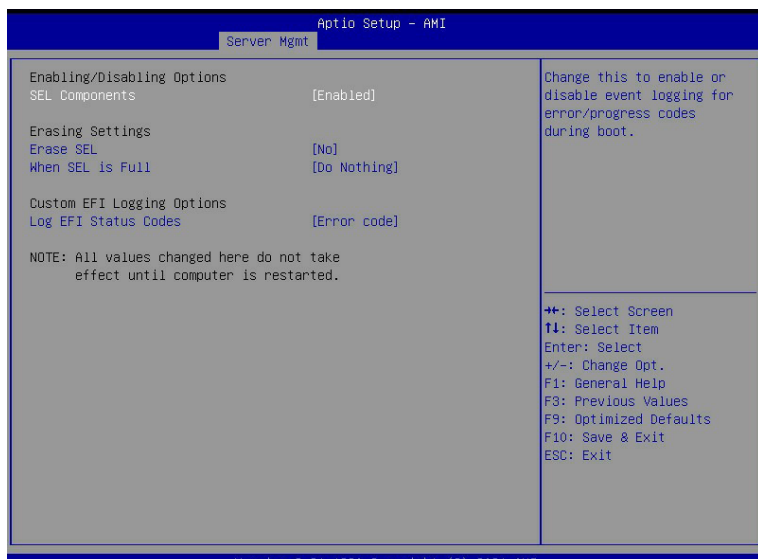 Aptio Setup - AMI
Server Mgmt
Enabling/Disabling Options
SEL Components [Enabled]
Erasing Settings
Erase SEL [No]
When SEL is Full [Do Nothing]
Custom EFI Logging Options
Log EFI Status Codes [Error code]
NOTE: All values changed here do not take
effect until computer is restarted.
Change this to enable or
disable event logging for
error/progress codes
during boot.
→←: Select Screen
↑↓: Select Item
Enter: Select
+/-: Change Opt.
F1: General Help
F3: Previous Values
F9: Optimized Defaults
F10: Save & Exit
ESC: Exit